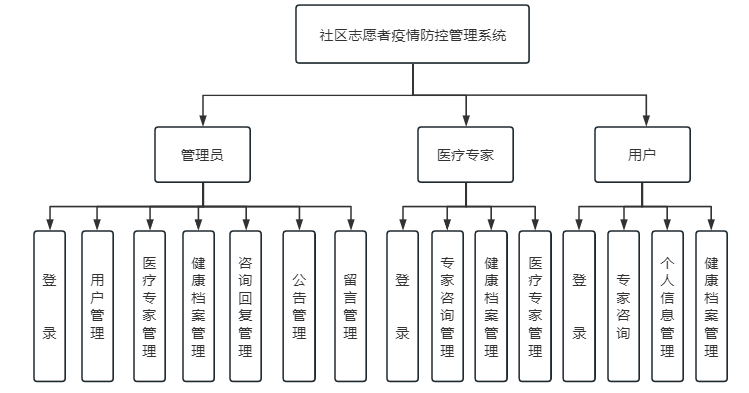 社区志愿者疫情防控管理系统
管理员
医疗专家
用户
登录
用户管理
医疗专家管理
健康档案管理
咨询回复管理
公告管理
留言管理
登录
专家咨询管理
健康档案管理
医疗专家管理
登录
专家咨询
个人信息管理
健康档案管理